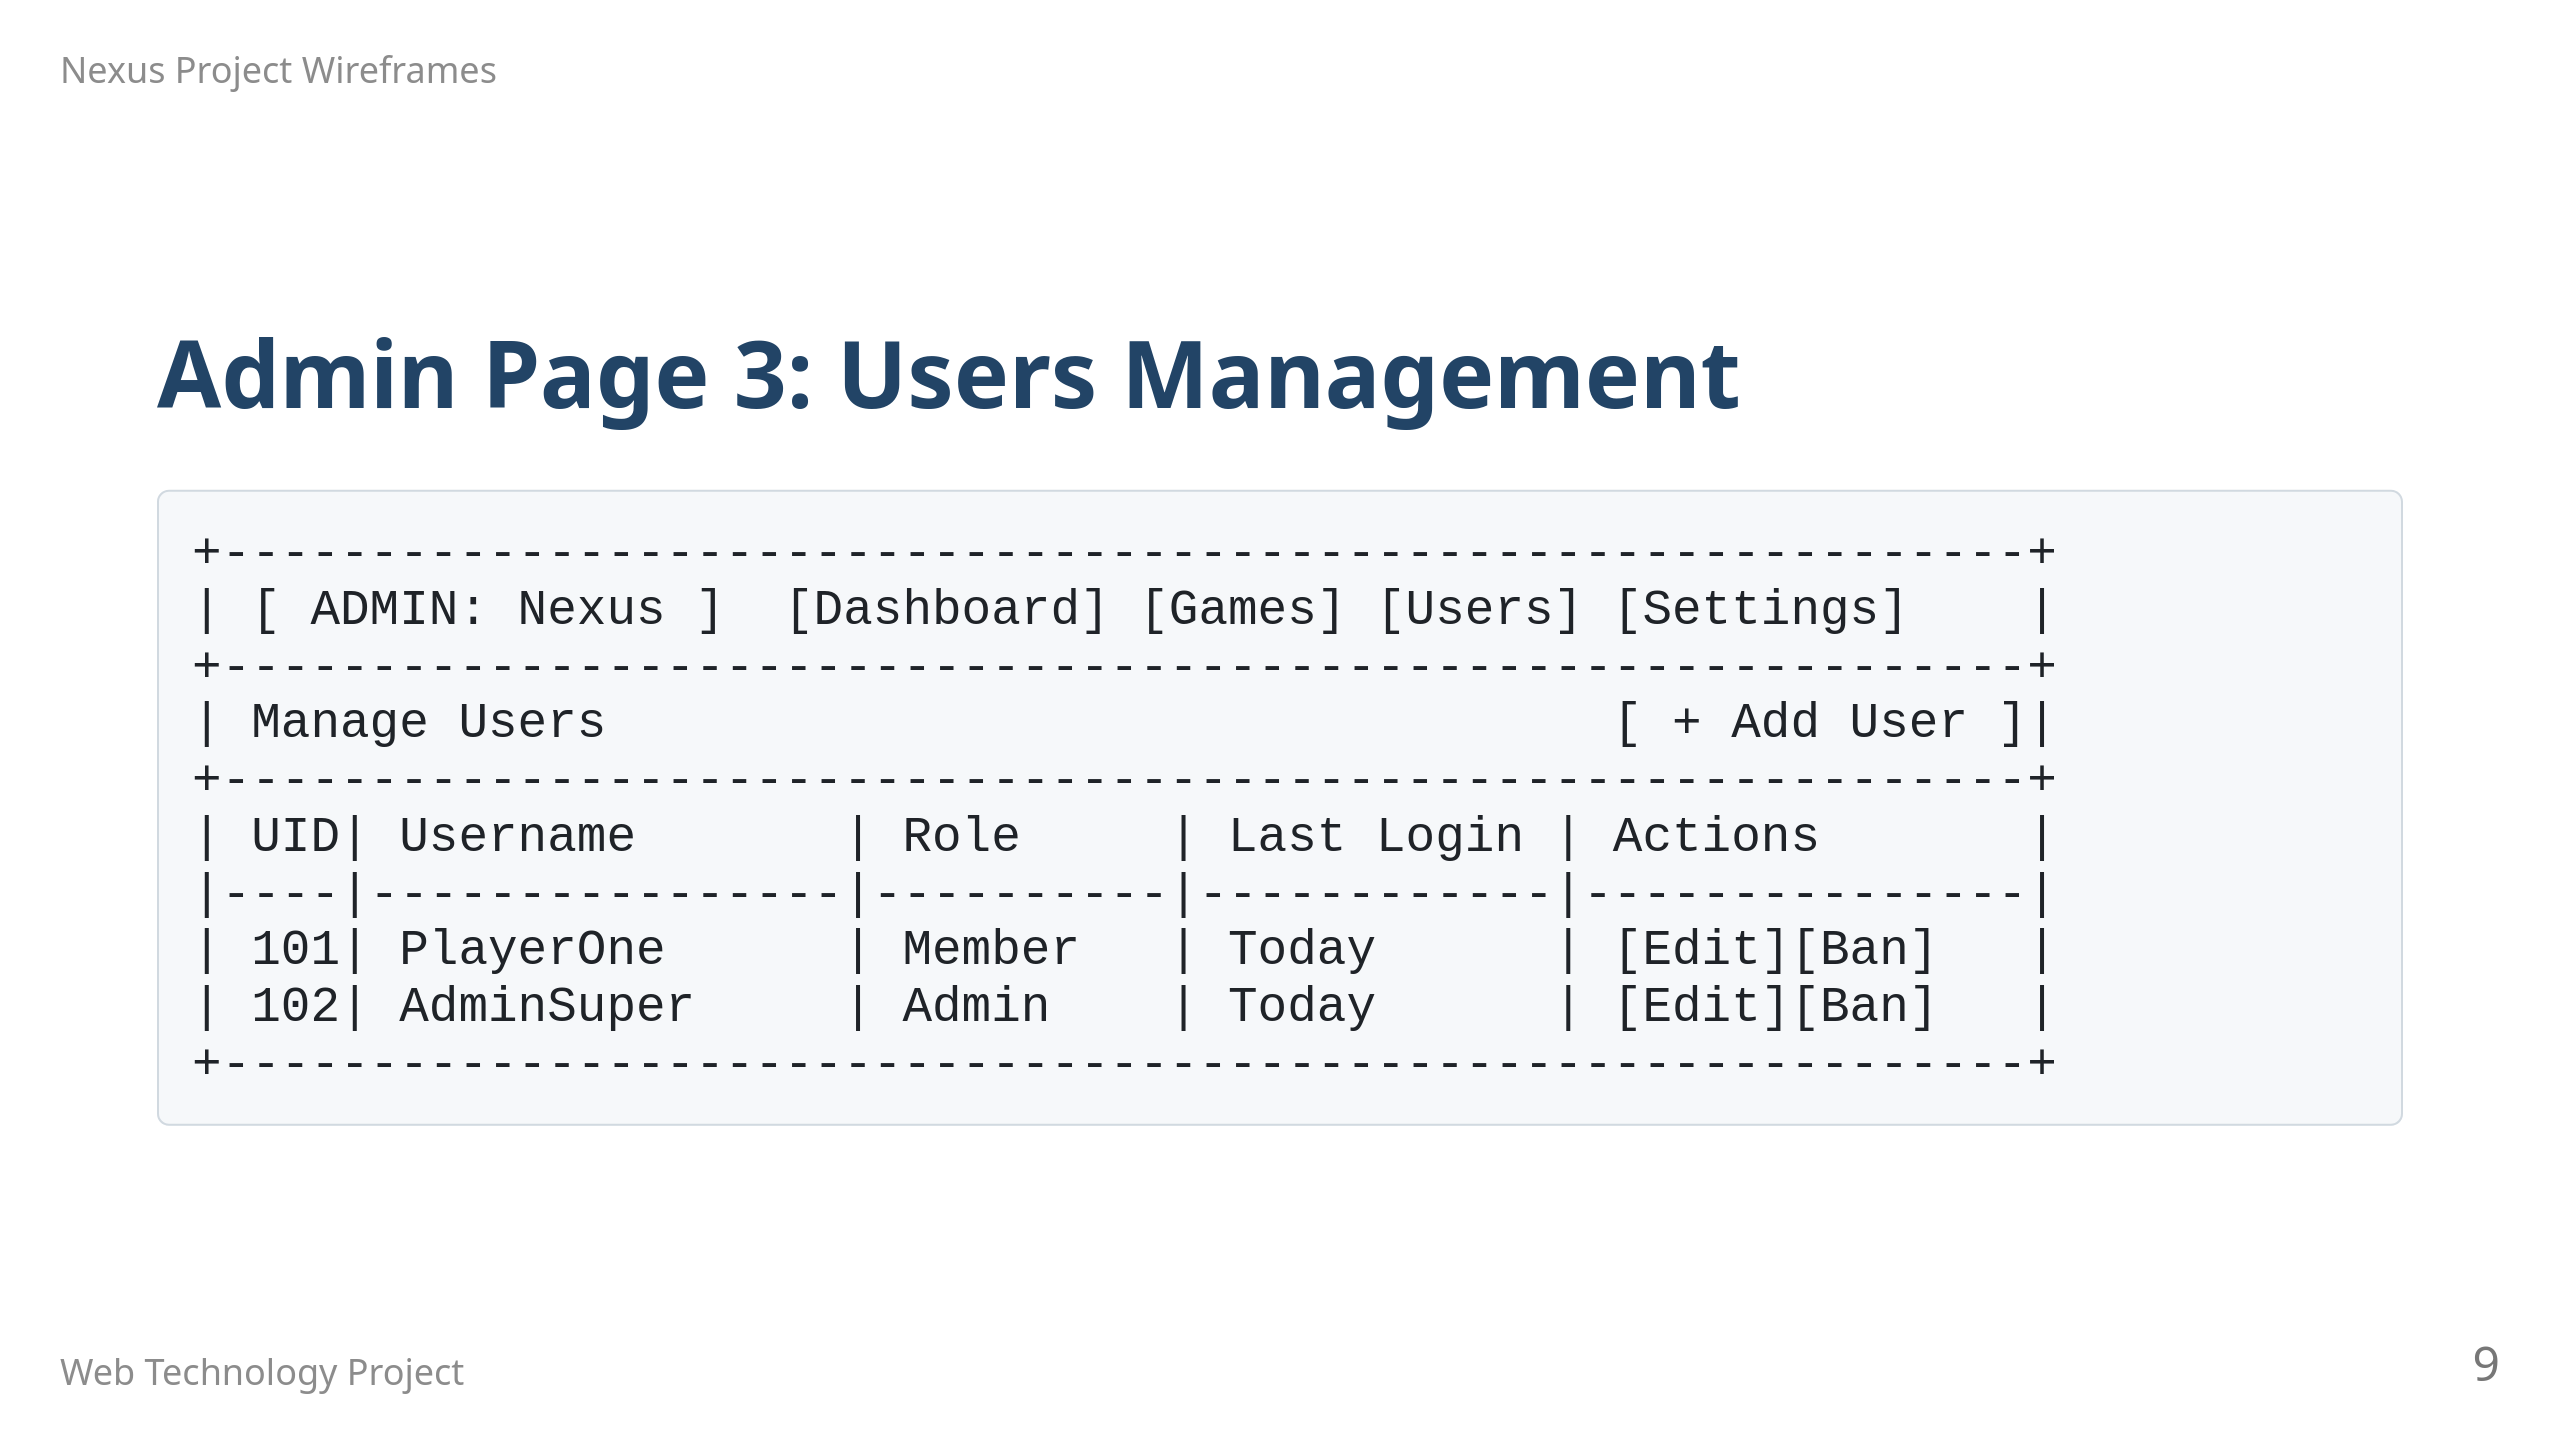 Nexus Project Wireframes
Admin Page 3: Users Management
+-------------------------------------------------------------+
| [ ADMIN: Nexus ]  [Dashboard] [Games] [Users] [Settings]    |
+-------------------------------------------------------------+
| Manage Users                                  [ + Add User ]|
+-------------------------------------------------------------+
| UID| Username       | Role     | Last Login | Actions       |
|----|----------------|----------|------------|---------------|
| 101| PlayerOne      | Member   | Today      | [Edit][Ban]   |
| 102| AdminSuper     | Admin    | Today      | [Edit][Ban]   |
+-------------------------------------------------------------+
Web Technology Project
9